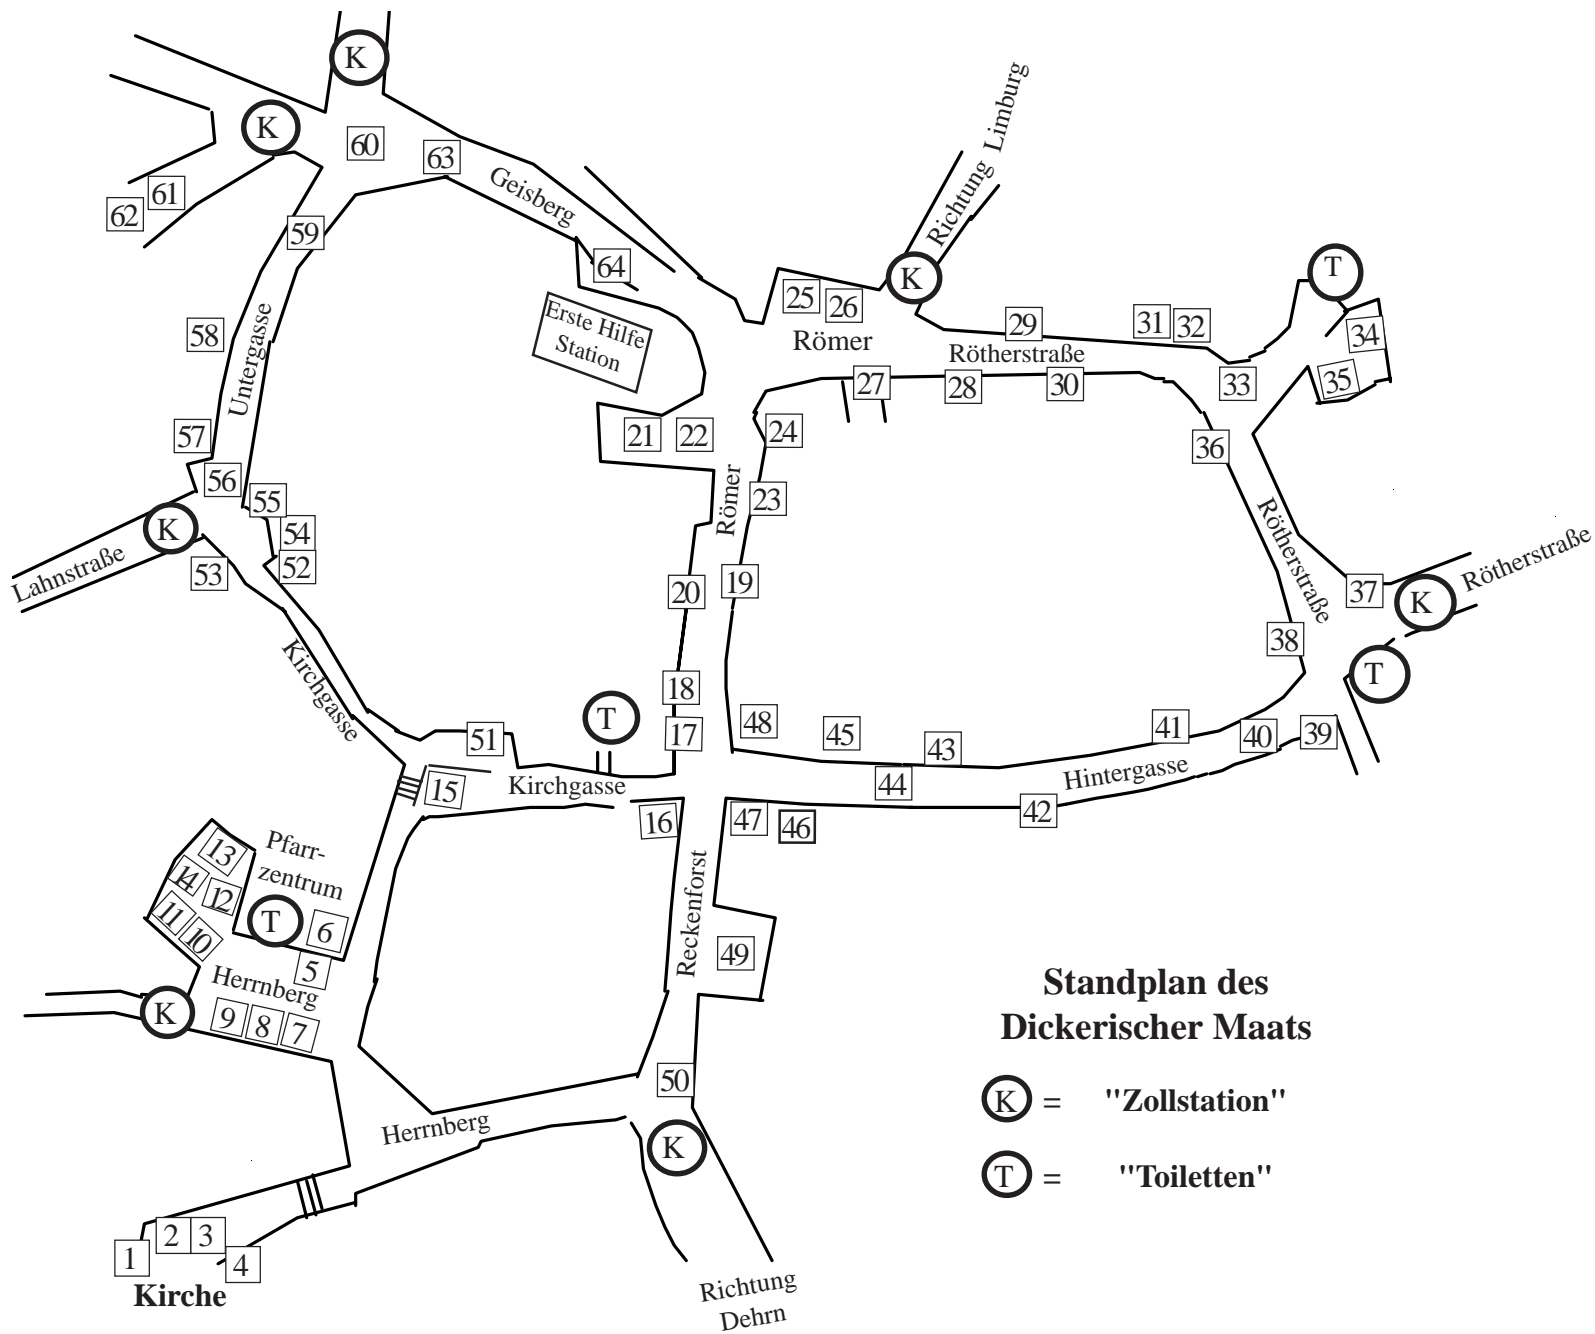 K
K
60
63
61
62
Geisberg
59
64
Richtung Limburg
K
T
25
26
29
31
32
34
Römer
Rötherstraße
Erste Hilfe
Station
58
Untergasse
27
28
30
33
35
57
21
22
24
36
56
55
Römer
23
54
K
52
53
Lahnstraße
20
19
Rötherstraße
37
K
Rötherstraße
38
T
Kirchgasse
18
T
17
48
45
43
41
40
39
51
15
Kirchgasse
44
Hintergasse
16
47
46
42
13
Pfarr-
zentrum
14
12
11
10
T
6
5
Reckenforst
49
Herrnberg
K
9
8
7
50
Herrnberg
K
2
3
1
4
Kirche
Richtung
Dehrn
Standplan des
Dickerischer Maats
K = "Zollstation"
T = "Toiletten"